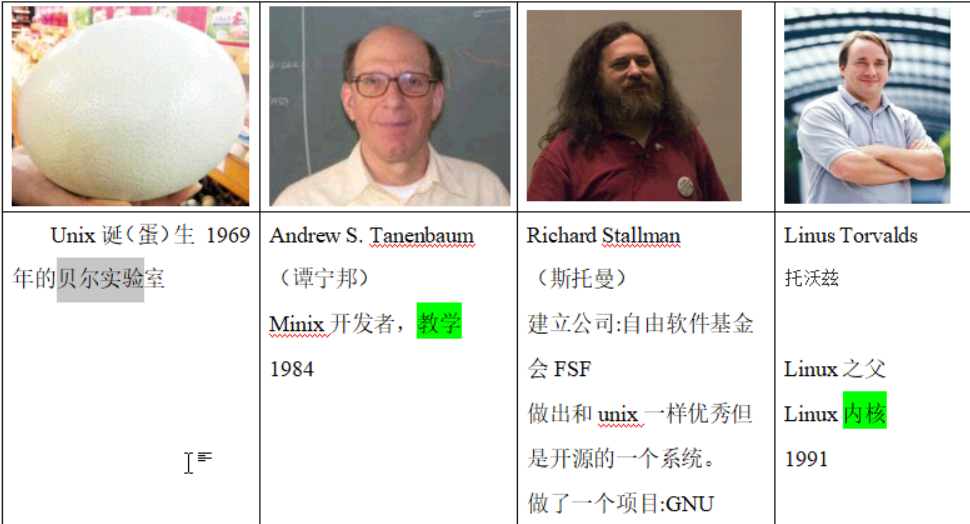 Unix 诞（蛋）生 1969
年的贝尔实验室
Andrew S. Tanenbaum
（谭宁邦）
Minix 开发者，教学
1984
Richard Stallman
（斯托曼）
建立公司:自由软件基金
会 FSF
做出和 unix 一样优秀但
是开源的一个系统。
做了一个项目:GNU
Linus Torvalds
托沃兹
Linux 之父
Linux 内核
1991